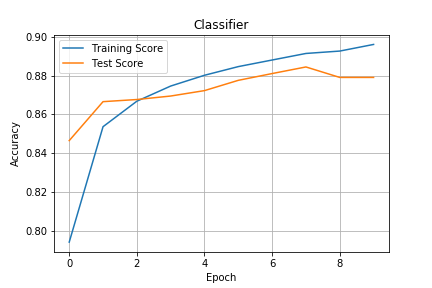 Classifier
0.90
Training Score
Test Score
0.88
0.86
0.84
0.82
0.80
Accuracy
0 2 4 6 8
Epoch